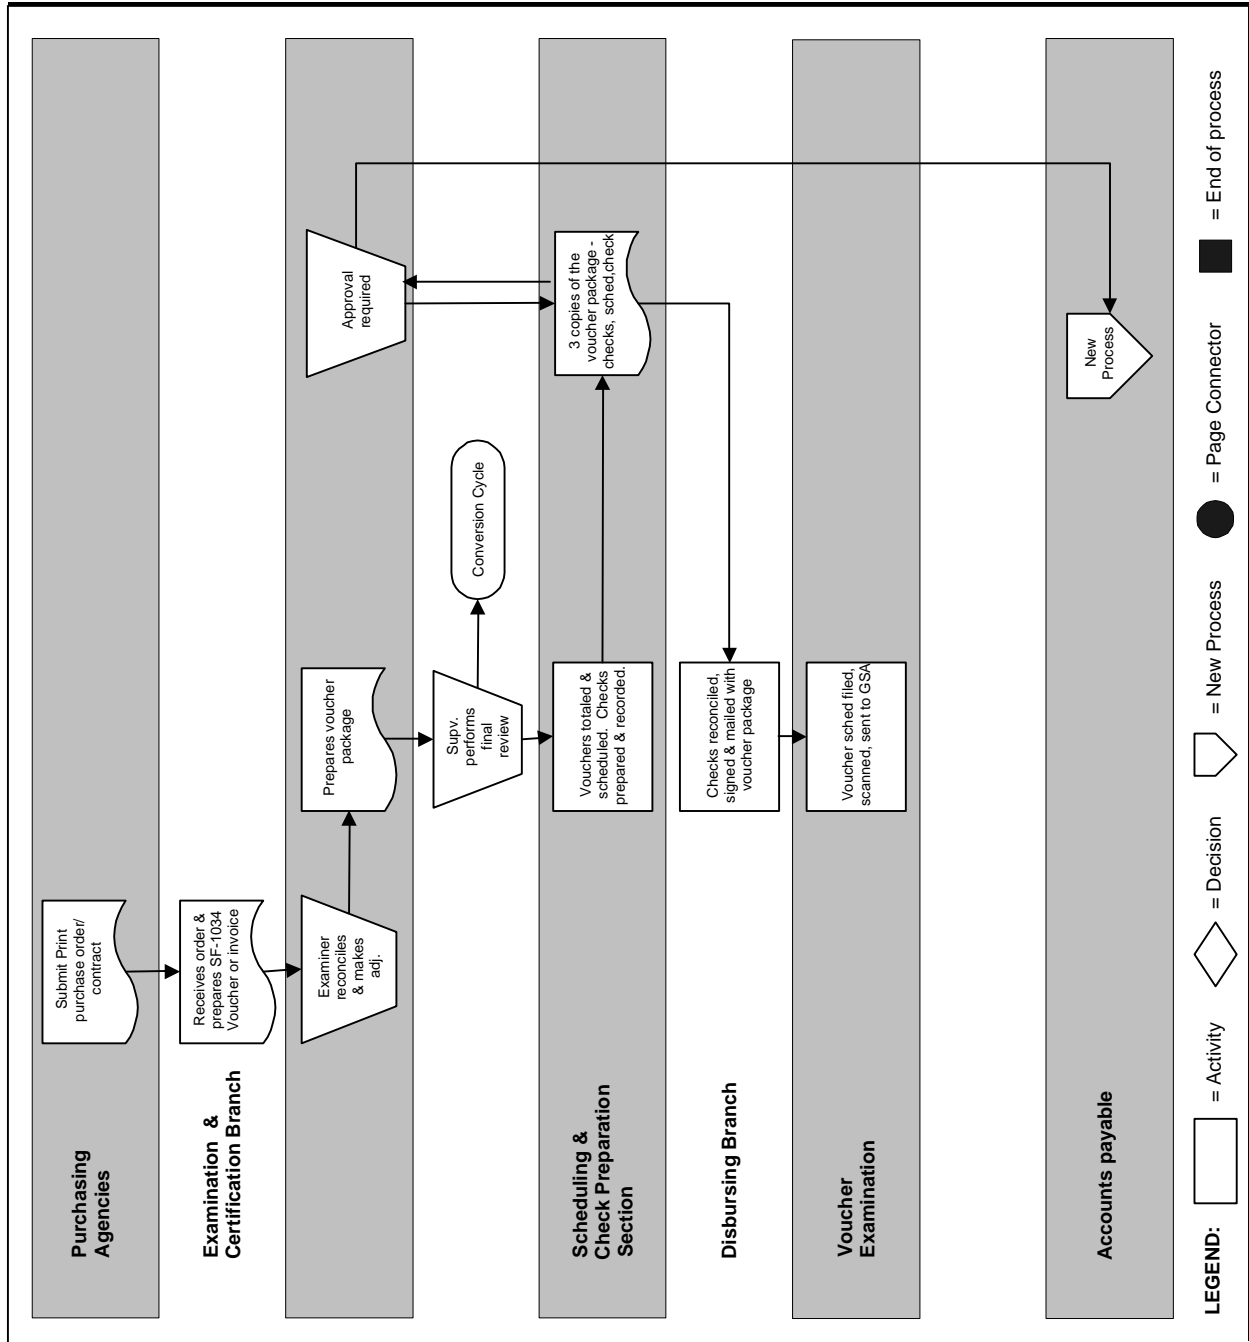 Purchasing
Agencies
Submit Print
purchase order/
contract
Examination &
Certification Branch
Receives order &
prepares SF-1034
Voucher or invoice
Examiner
reconciles
& makes
adj.
Prepares voucher
package
Approval
required
Supv.
performs
final
review
Conversion Cycle
Scheduling &
Check Preparation
Section
Vouchers totaled &
scheduled. Checks
prepared & recorded.
3 copies of the
voucher package -
checks, sched,check
Disbursing Branch
Checks reconciled,
signed & mailed with
voucher package
Voucher
Examination
Voucher sched filed,
scanned, sent to GSA
Accounts payable
New
Process
LEGEND:
= Activity
= Decision
= New Process
= Page Connector
= End of process